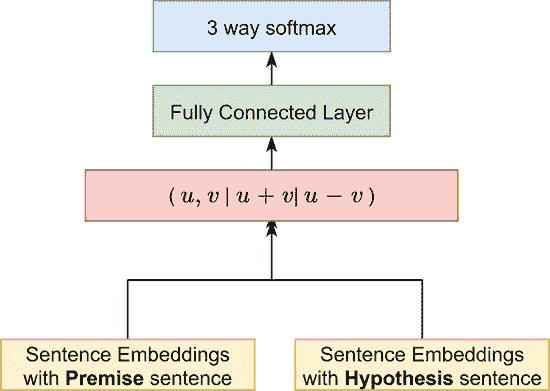 3 way softmax
Fully Connected Layer
( u, v | u + v| u − v )
Sentence Embeddings
with Premise sentence
Sentence Embeddings
with Hypothesis sentence